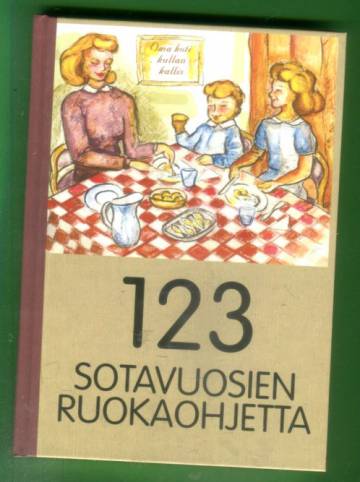 Oma koti
kullan
kallis
123
SOTAVUOSIEN
RUOKAOHJETTA